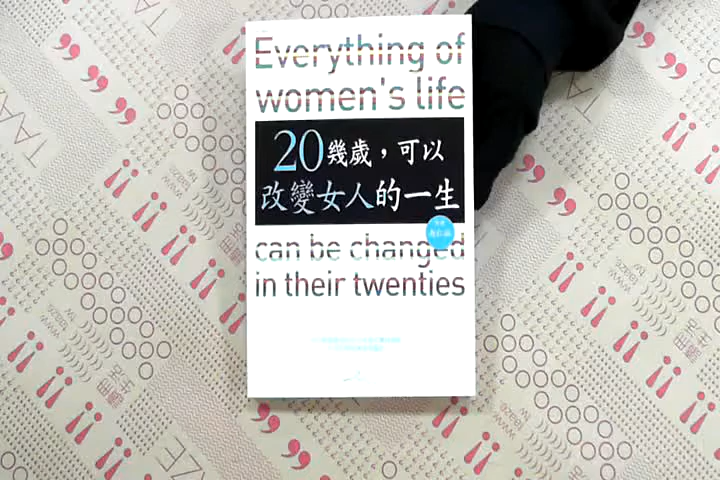 Everything of
women's life
20幾歲，可以
改變女人的一生
can be changed
in their twenties